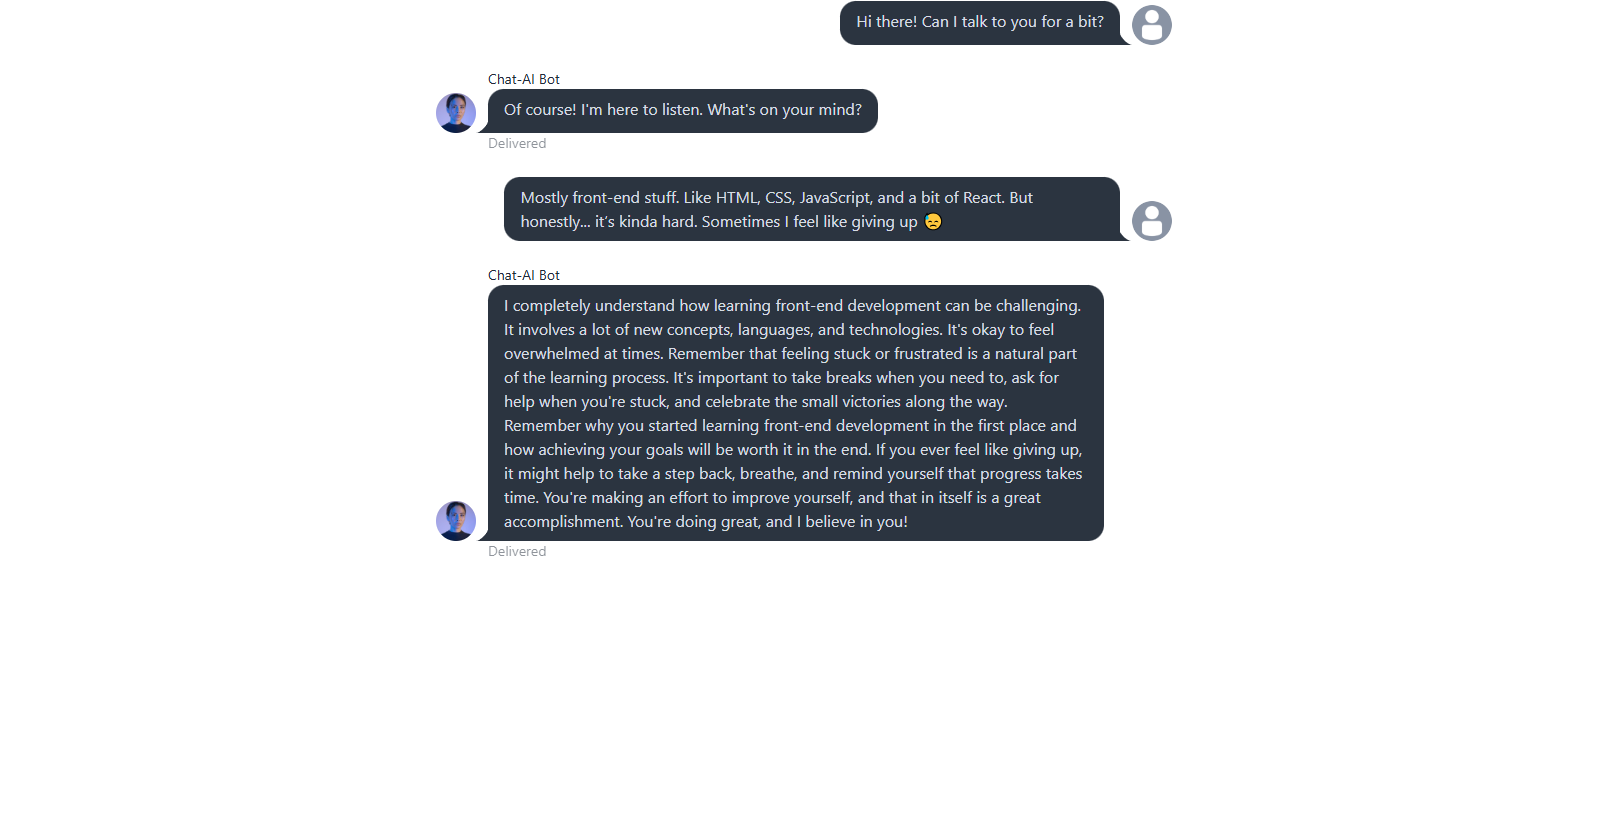 Hi there! Can I talk to you for a bit?
Chat-AI Bot
Of course! I'm here to listen. What's on your mind?
Delivered
Mostly front-end stuff. Like HTML, CSS, JavaScript, and a bit of React. But
honestly... it’s kinda hard. Sometimes I feel like giving up 😓
Chat-AI Bot
I completely understand how learning front-end development can be challenging.
It involves a lot of new concepts, languages, and technologies. It's okay to feel
overwhelmed at times. Remember that feeling stuck or frustrated is a natural part
of the learning process. It's important to take breaks when you need to, ask for
help when you're stuck, and celebrate the small victories along the way.
Remember why you started learning front-end development in the first place and
how achieving your goals will be worth it in the end. If you ever feel like giving up,
it might help to take a step back, breathe, and remind yourself that progress takes
time. You're making an effort to improve yourself, and that in itself is a great
accomplishment. You're doing great, and I believe in you!
Delivered